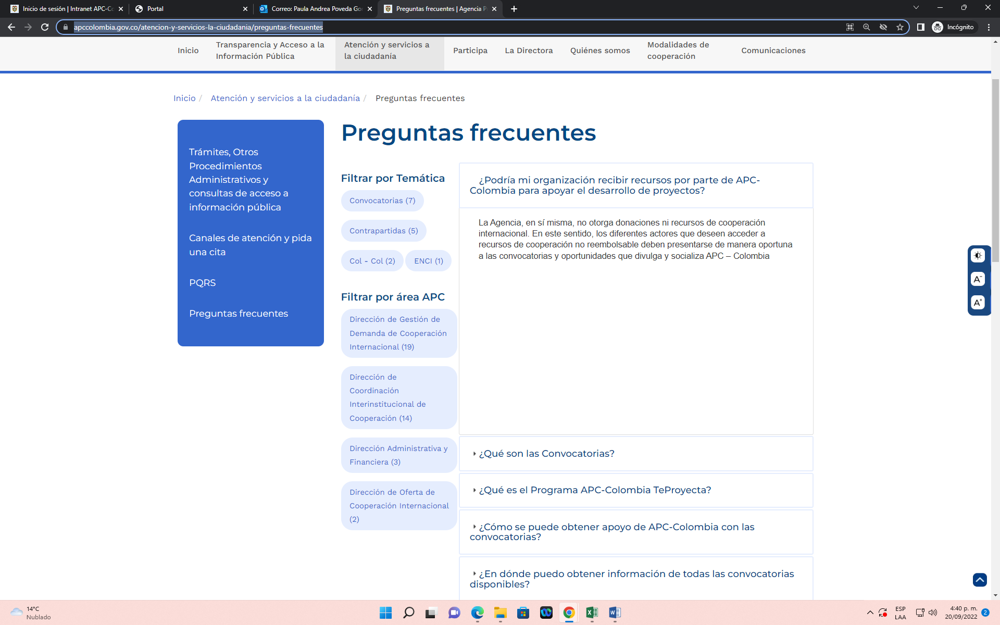 Inicio de sesión | Intranet APC-Co
Portal
Correo: Paula Andrea Poveda Go
Preguntas frecuentes | Agencia P
apccolombia.gov.co/atencion-y-servicios-la-ciudadania/preguntas-frecuentes
Incógnito
Inicio
Transparencia y Acceso a la
Información Pública
Atención y servicios a
la ciudadanía
Participa
La Directora
Quiénes somos
Modalidades de
cooperación
Comunicaciones
Inicio / Atención y servicios a la ciudadanía / Preguntas frecuentes
Trámites, Otros
Procedimientos
Administrativos y
consultas de acceso a
información pública
Canales de atención y pida
una cita
PQRS
Preguntas frecuentes
Preguntas frecuentes
Filtrar por Temática
Convocatorias (7)
Contrapartidas (5)
Col - Col (2)
ENCI (1)
Filtrar por área APC
Dirección de Gestión de
Demanda de Cooperación
Internacional (19)
Dirección de
Coordinación
Interinstitucional de
Cooperación (14)
Dirección Administrativa y
Financiera (3)
Dirección de Oferta de
Cooperación Internacional
(2)
¿Podría mi organización recibir recursos por parte de APC-
Colombia para apoyar el desarrollo de proyectos?
La Agencia, en sí misma, no otorga donaciones ni recursos de cooperación
internacional. En este sentido, los diferentes actores que deseen acceder a
recursos de cooperación no reembolsable deben presentarse de manera oportuna
a las convocatorias y oportunidades que divulga y socializa APC – Colombia
¿Qué son las Convocatorias?
¿Qué es el Programa APC-Colombia TeProyecta?
¿Cómo se puede obtener apoyo de APC-Colombia con las
convocatorias?
¿En dónde puedo obtener información de todas las convocatorias
disponibles?
A-
A+
14°C
Nublado
ESP
LAA
4:40 p. m.
20/09/2022
2